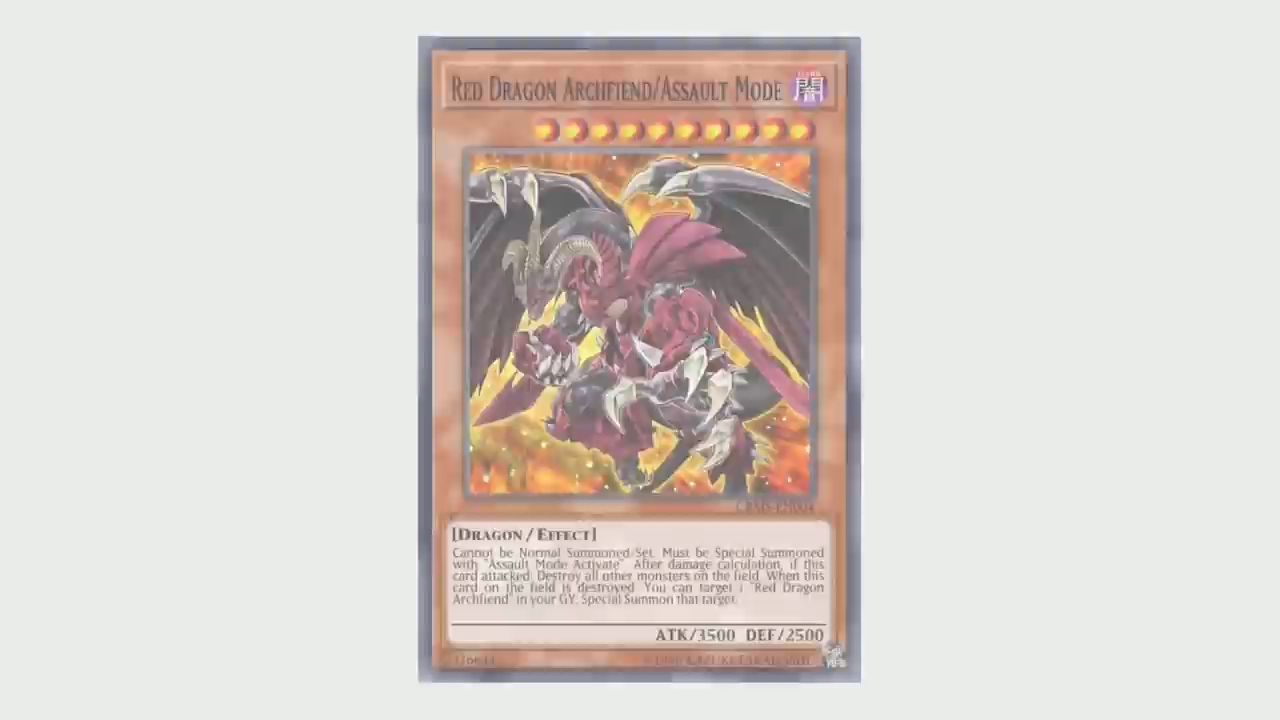 RED DRAGON ARCHFIEND/ASSAULT MODE
闇
[DRAGON / EFFECT]
Cannot be Normal Summoned/Set. Must be Special Summoned
with "Assault Mode Activate". After damage calculation, if this
card attacked: Destroy all other monsters on the field. When this
card on the field is destroyed: You can target 1 "Red Dragon
Archfiend" in your GY; Special Summon that target.
ATK/3500 DEF/2500